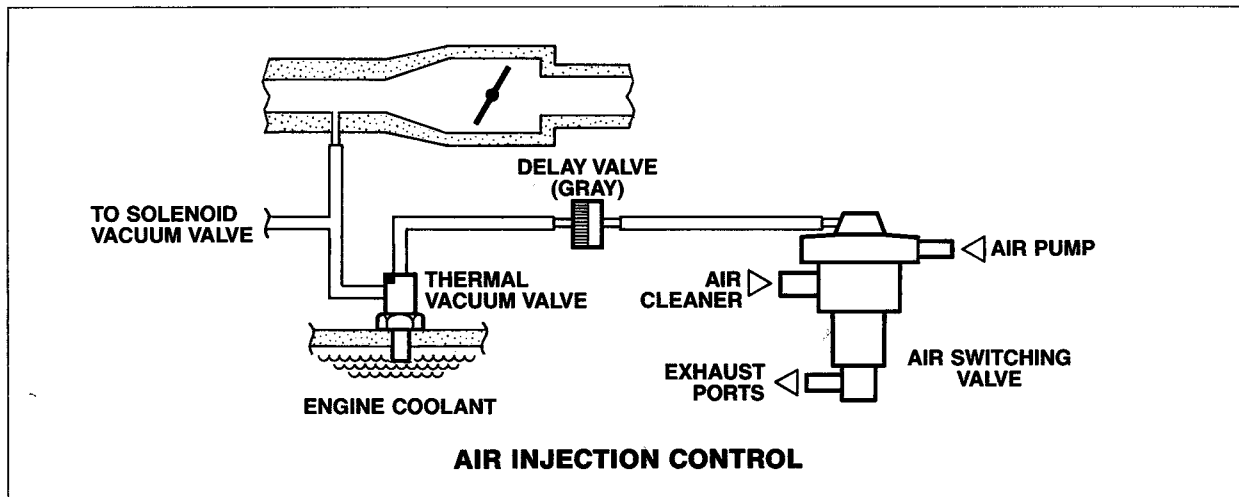 DELAY VALVE
(GRAY)
TO SOLENOID
VACUUM VALVE
THERMAL
VACUUM VALVE
AIR
CLEANER
AIR PUMP
EXHAUST
PORTS
AIR SWITCHING
VALVE
ENGINE COOLANT
AIR INJECTION CONTROL